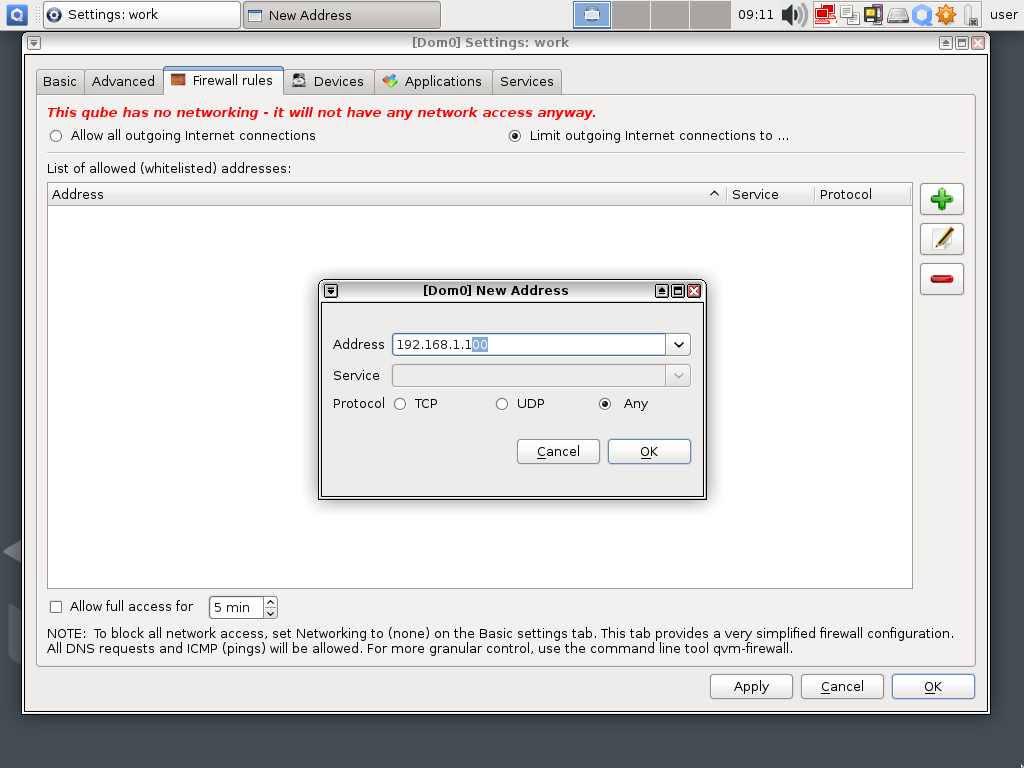 Settings: work
New Address
09:11
user
[Dom0] Settings: work
Basic
Advanced
Firewall rules
Devices
Applications
Services
This qube has no networking - it will not have any network access anyway.
Allow all outgoing Internet connections
Limit outgoing Internet connections to ...
List of allowed (whitelisted) addresses:
Address
Service
Protocol
[Dom0] New Address
Address
192.168.1.100
Service
Protocol
TCP
UDP
Any
Cancel
OK
Allow full access for
5 min
NOTE: To block all network access, set Networking to (none) on the Basic settings tab. This tab provides a very simplified firewall configuration.
All DNS requests and ICMP (pings) will be allowed. For more granular control, use the command line tool qvm-firewall.
Apply
Cancel
OK